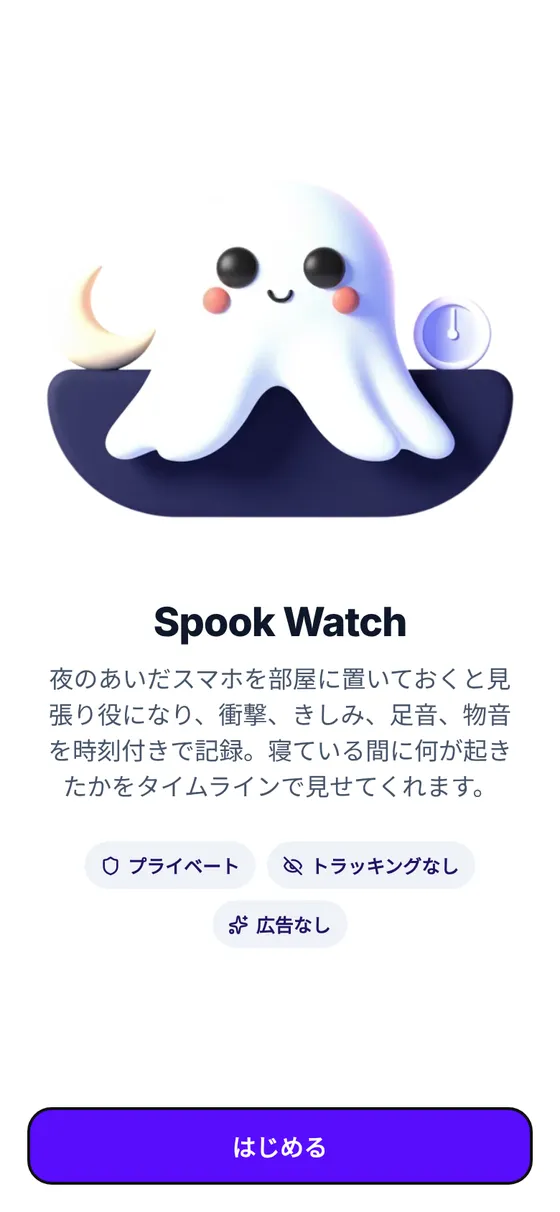 Spook Watch
夜のあいだスマホを部屋に置いておくと見
張り役になり、衝撃、きしみ、足音、物音
を時刻付きで記録。寝ている間に何が起き
たかをタイムラインで見せてくれます。
プライベート
トラッキングなし
広告なし
はじめる